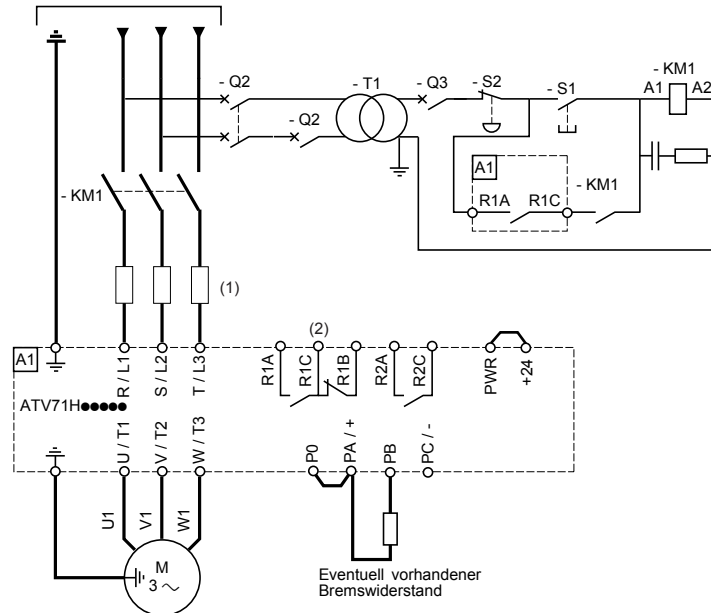 - Q2
- T1
- Q3
- S2
- S1
- KM1
A1
A2
- Q2
A1
R1A
R1C
- KM1
- KM1
(1)
(2)
A1
R / L1
S / L2
T / L3
R1A
R1C
R1B
R2A
R2C
PWR
+24
ATV71H●●●●●
U / T1
V / T2
W / T3
P0
PA / +
PB
PC / -
U1
V1
W1
M
3 ~
Eventuell vorhandener
Bremswiderstand